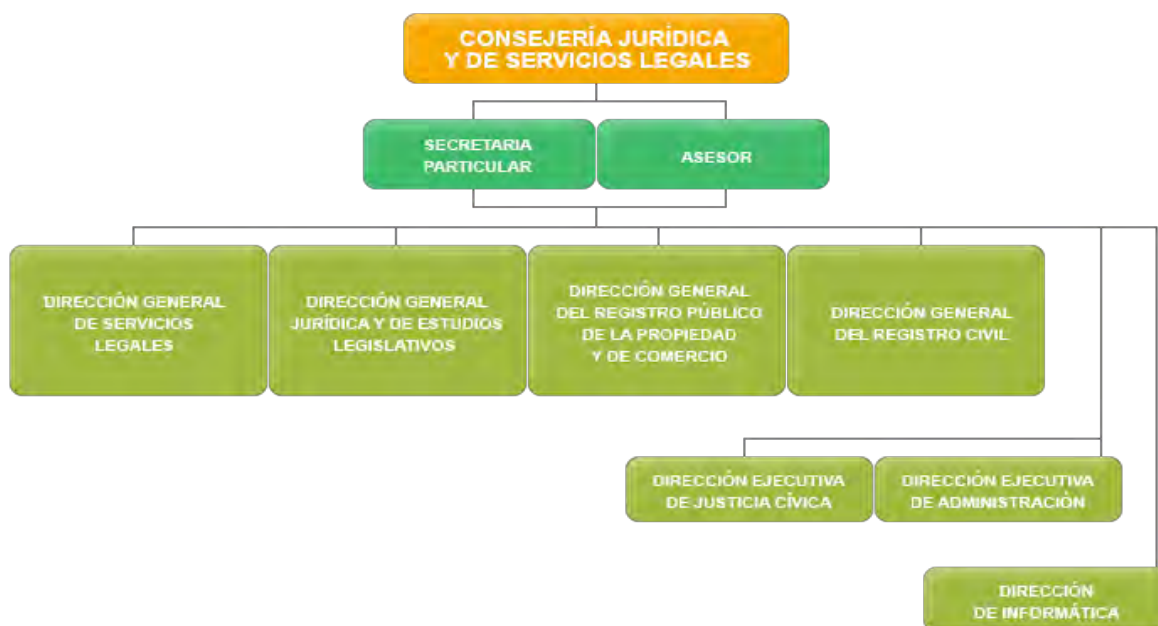 CONSEJERÍA JURÍDICA
Y DE SERVICIOS LEGALES
SECRETARIA
PARTICULAR
ASESOR
DIRECCIÓN GENERAL
DE SERVICIOS
LEGALES
DIRECCIÓN GENERAL
JURÍDICA Y DE ESTUDIOS
LEGISLATIVOS
DIRECCIÓN GENERAL
DEL REGISTRO PÚBLICO
DE LA PROPIEDAD
Y DE COMERCIO
DIRECCIÓN GENERAL
DEL REGISTRO CIVIL
DIRECCIÓN EJECUTIVA
DE JUSTICIA CÍVICA
DIRECCIÓN EJECUTIVA
DE ADMINISTRACIÓN
DIRECCIÓN
DE INFORMÁTICA